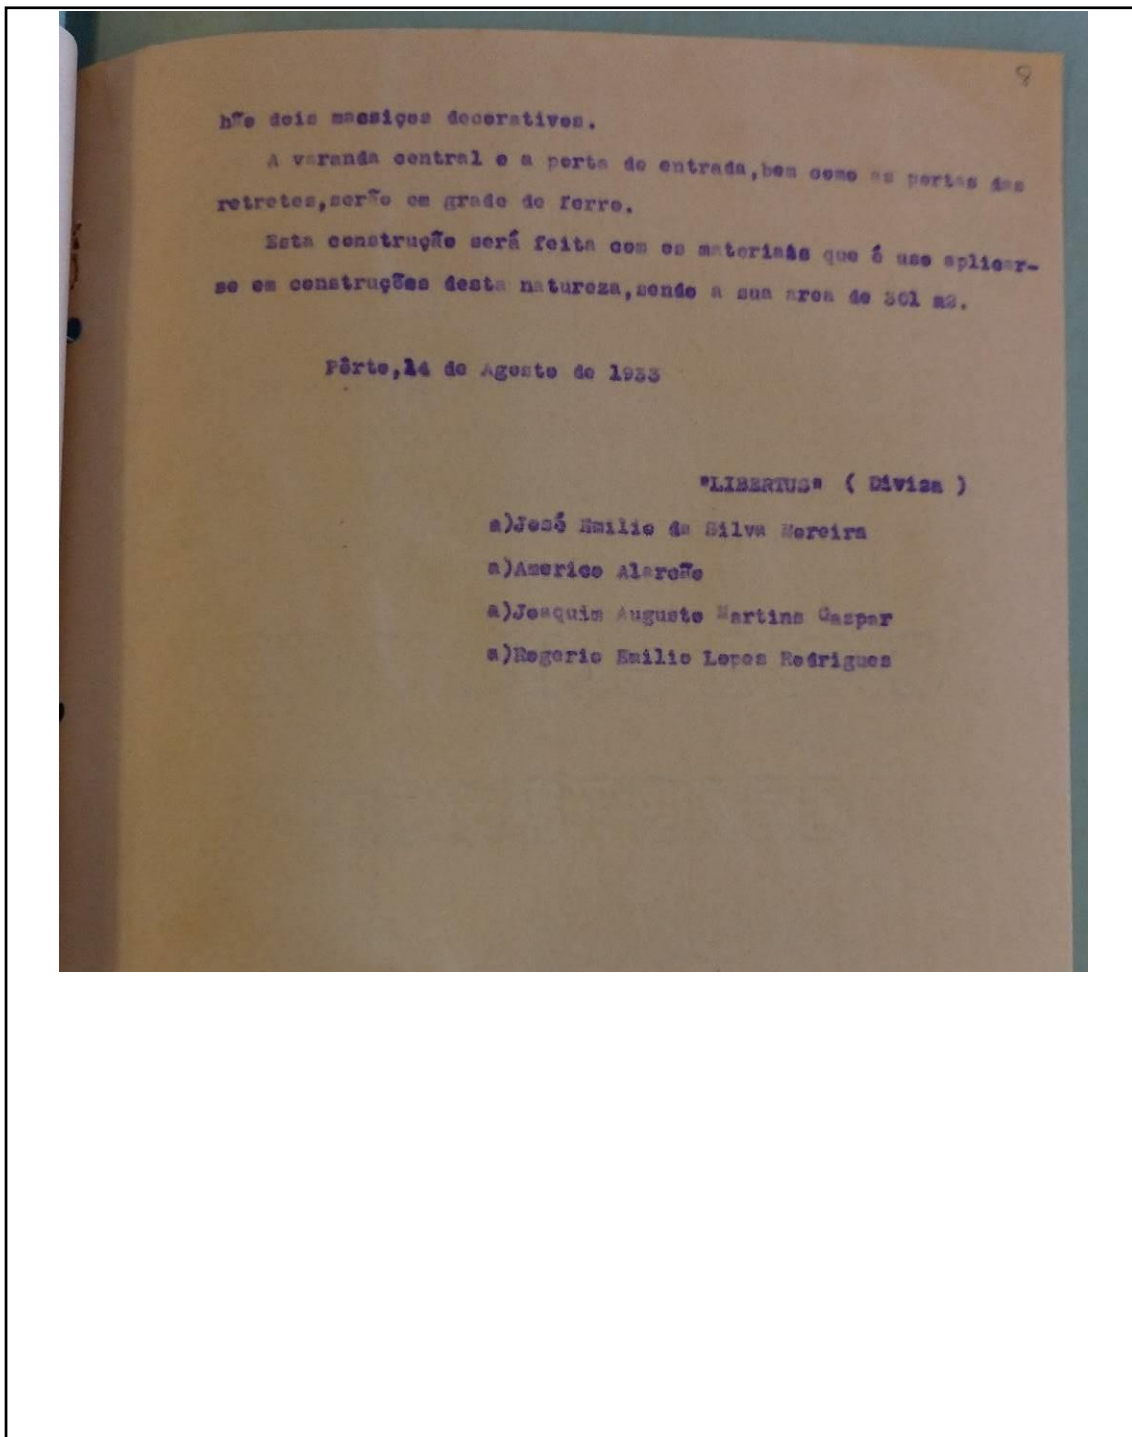 8
hão dois massiços decorativos.
A varanda central e a porta de entrada,bem como as portas das
retretes,serão em grade de ferro.
Esta construção será feita com os materiais que é uso aplicar-
se em construções desta natureza,sendo a sua area de 301 m2.
Pôrto,14 de Agosto de 1933
"LIBERTUS" ( Divisa )
a)José Emilio da Silva Moreira
a)Americo Alarcão
a)Joaquim Augusto Martins Gaspar
a)Rogerio Emilio Lopes Rodrigues